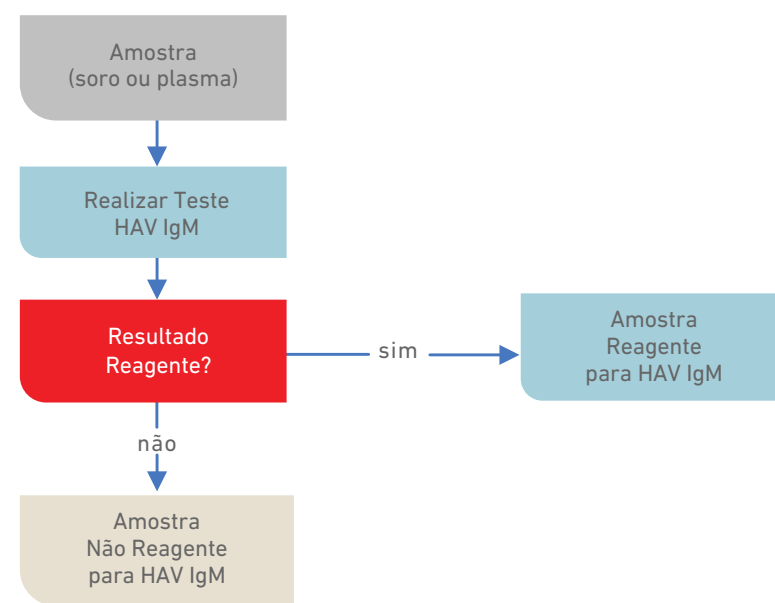 Amostra
(soro ou plasma)
Realizar Teste
HAV IgM
Resultado
Reagente?
sim
Amostra
Reagente
para HAV IgM
não
Amostra
Não Reagente
para HAV IgM